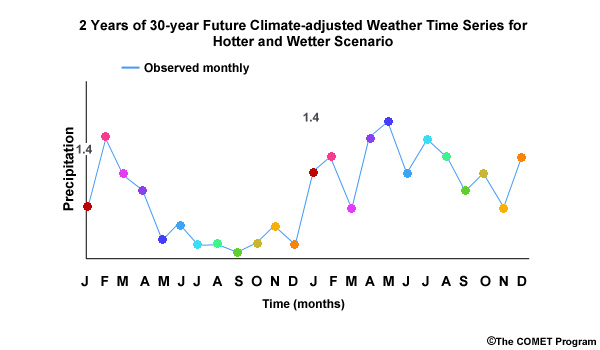 2 Years of 30-year Future Climate-adjusted Weather Time Series for
Hotter and Wetter Scenario
Observed monthly
1.4
1.4
Precipitation
J F M A M J J A S O N D J F M A M J J A S O N D
Time (months)
©The COMET Program